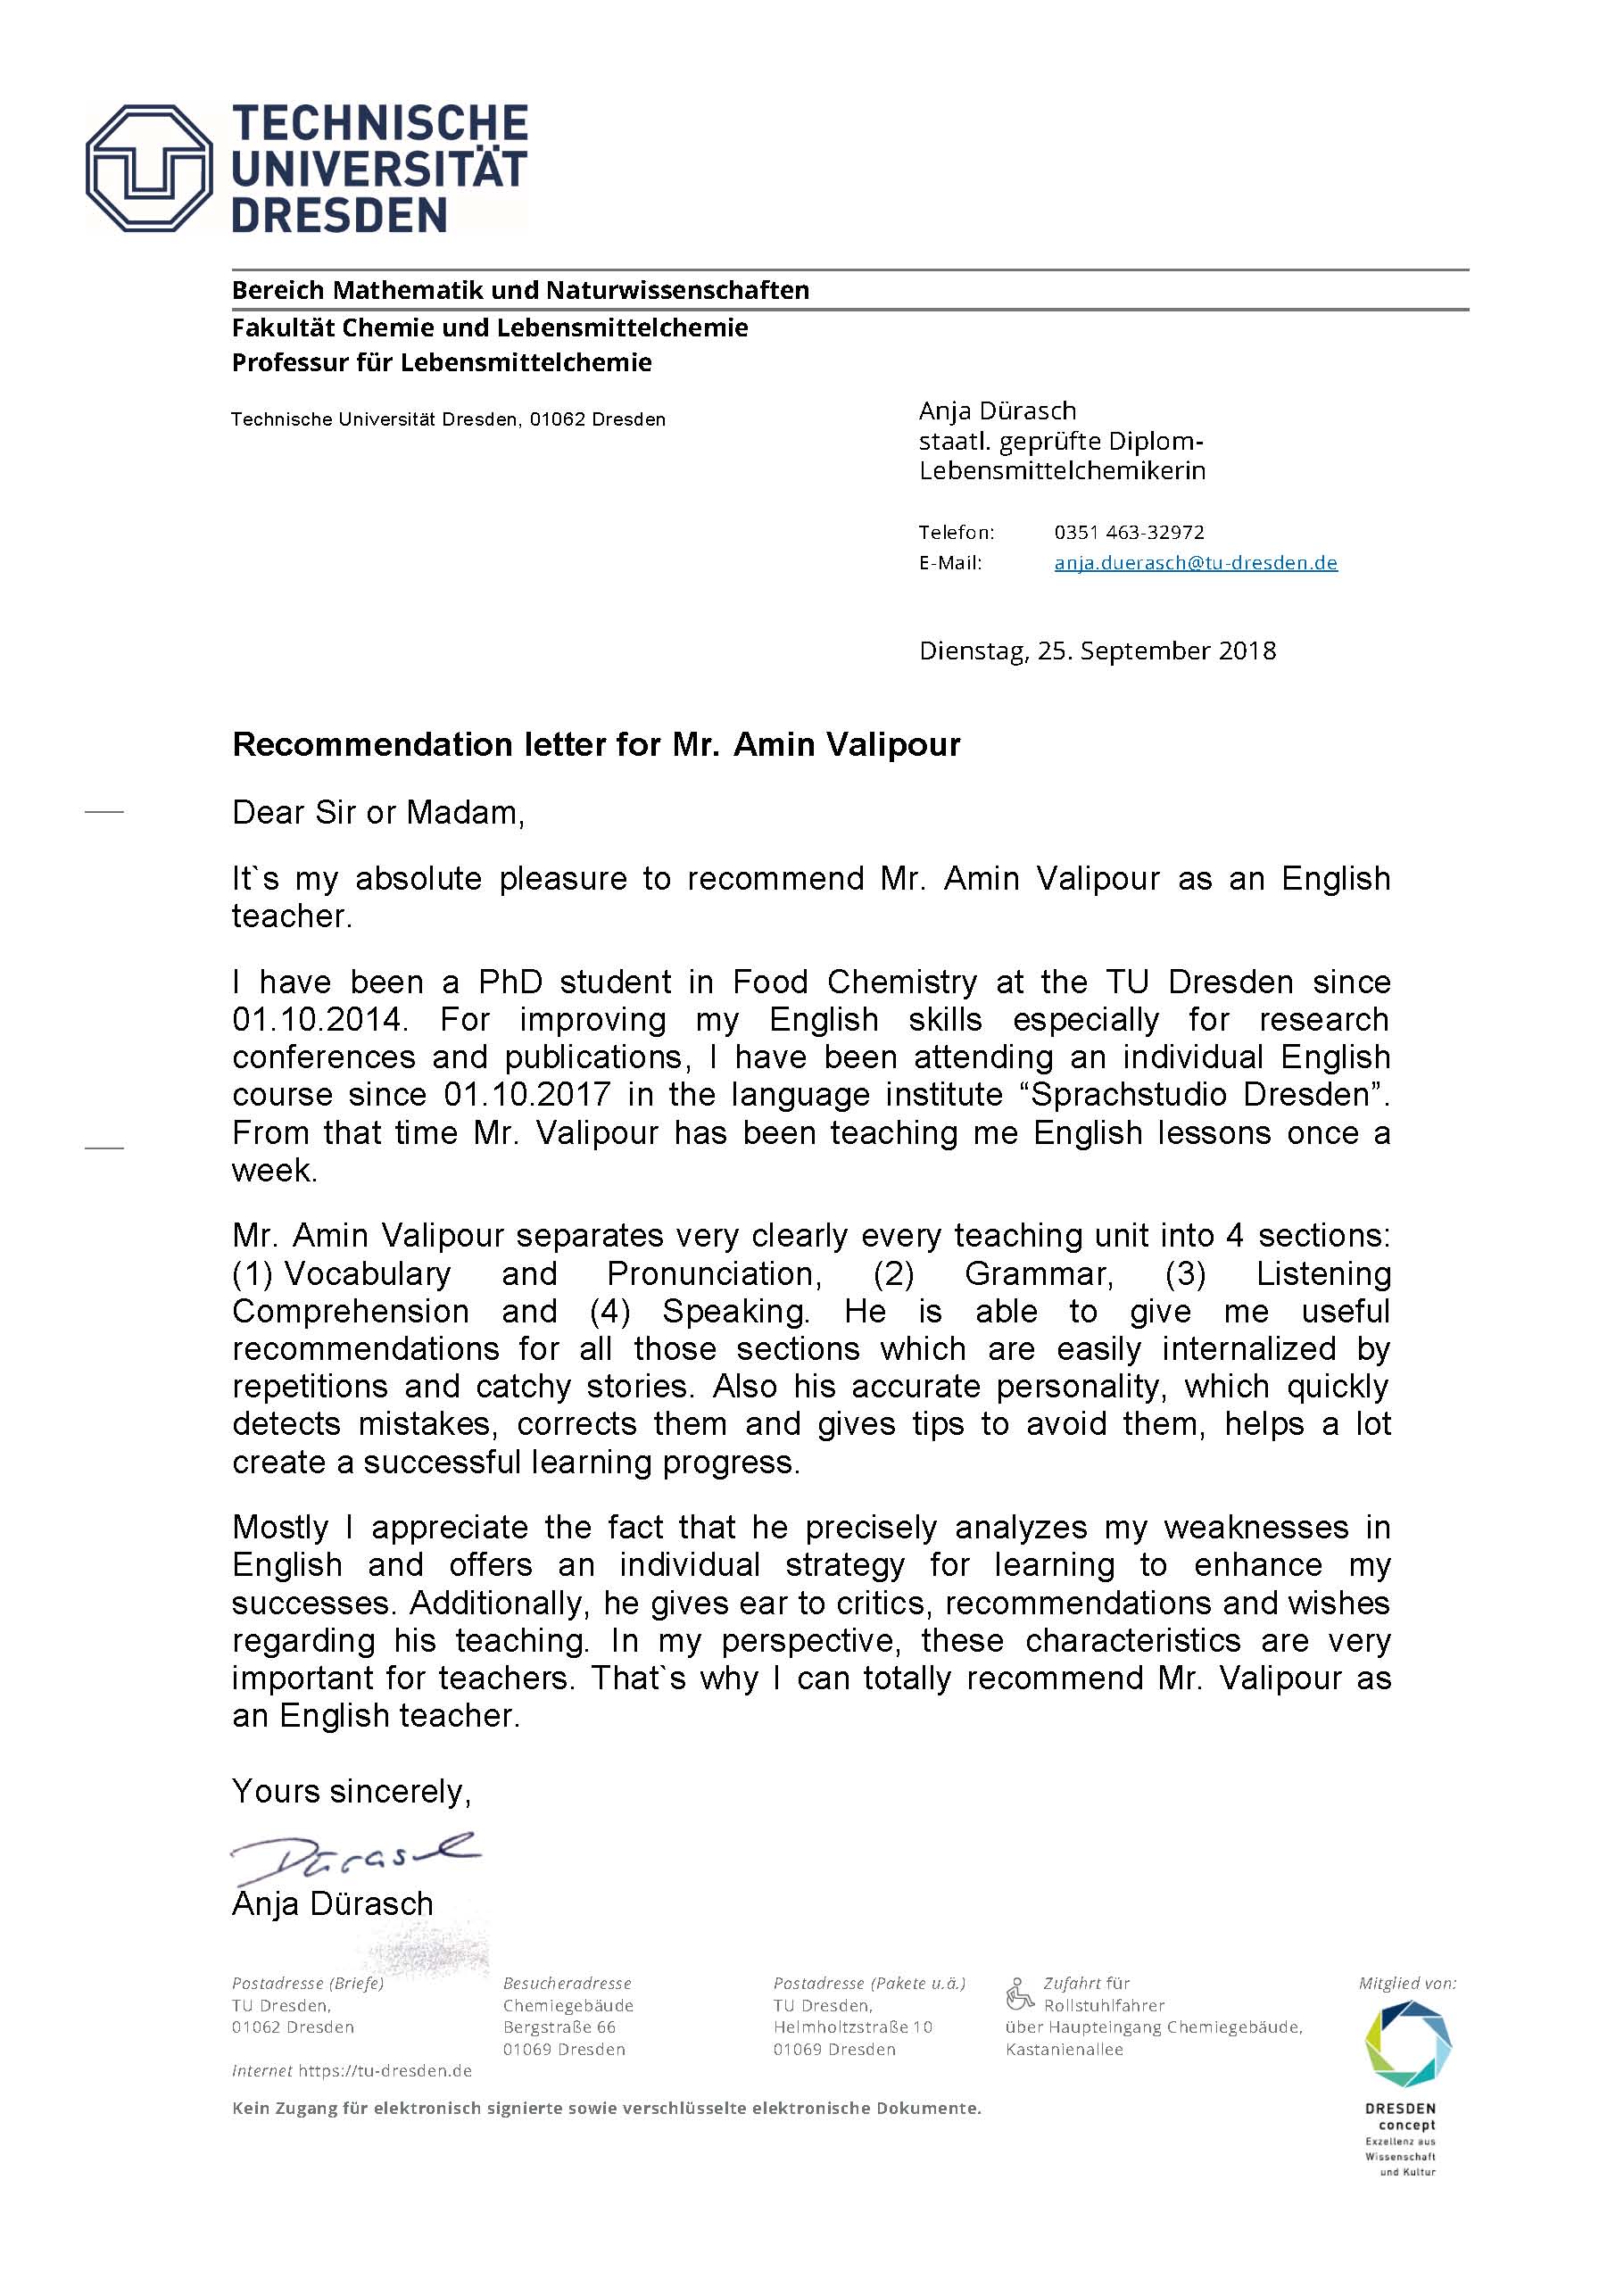 TECHNISCHE
UNIVERSITÄT
DRESDEN
Bereich Mathematik und Naturwissenschaften
Fakultät Chemie und Lebensmittelchemie
Professur für Lebensmittelchemie
Technische Universität Dresden, 01062 Dresden
Anja Dürasch
staatl. geprüfte Diplom-
Lebensmittelchemikerin
Telefon: 0351 463-32972
E-Mail: anja.duerasch@tu-dresden.de
Dienstag, 25. September 2018
Recommendation letter for Mr. Amin Valipour
Dear Sir or Madam,
It`s my absolute pleasure to recommend Mr. Amin Valipour as an English
teacher.
I have been a PhD student in Food Chemistry at the TU Dresden since
01.10.2014. For improving my English skills especially for research
conferences and publications, I have been attending an individual English
course since 01.10.2017 in the language institute “Sprachstudio Dresden”.
From that time Mr. Valipour has been teaching me English lessons once a
week.
Mr. Amin Valipour separates very clearly every teaching unit into 4 sections:
(1) Vocabulary and Pronunciation, (2) Grammar, (3) Listening
Comprehension and (4) Speaking. He is able to give me useful
recommendations for all those sections which are easily internalized by
repetitions and catchy stories. Also his accurate personality, which quickly
detects mistakes, corrects them and gives tips to avoid them, helps a lot
create a successful learning progress.
Mostly I appreciate the fact that he precisely analyzes my weaknesses in
English and offers an individual strategy for learning to enhance my
successes. Additionally, he gives ear to critics, recommendations and wishes
regarding his teaching. In my perspective, these characteristics are very
important for teachers. That`s why I can totally recommend Mr. Valipour as
an English teacher.
Yours sincerely,
Dürasch
Anja Dürasch
Postadresse (Briefe)
TU Dresden,
01062 Dresden
Internet https://tu-dresden.de
Besucheradresse
Chemiegebäude
Bergstraße 66
01069 Dresden
Postadresse (Pakete u.ä.)
TU Dresden,
Helmholtzstraße 10
01069 Dresden
Zufahrt für
Rollstuhlfahrer
über Haupteingang Chemiegebäude,
Kastanienallee
Mitglied von:
DRESDEN
concept
Exzellenz aus
Wissenschaft
und Kultur
Kein Zugang für elektronisch signierte sowie verschlüsselte elektronische Dokumente.